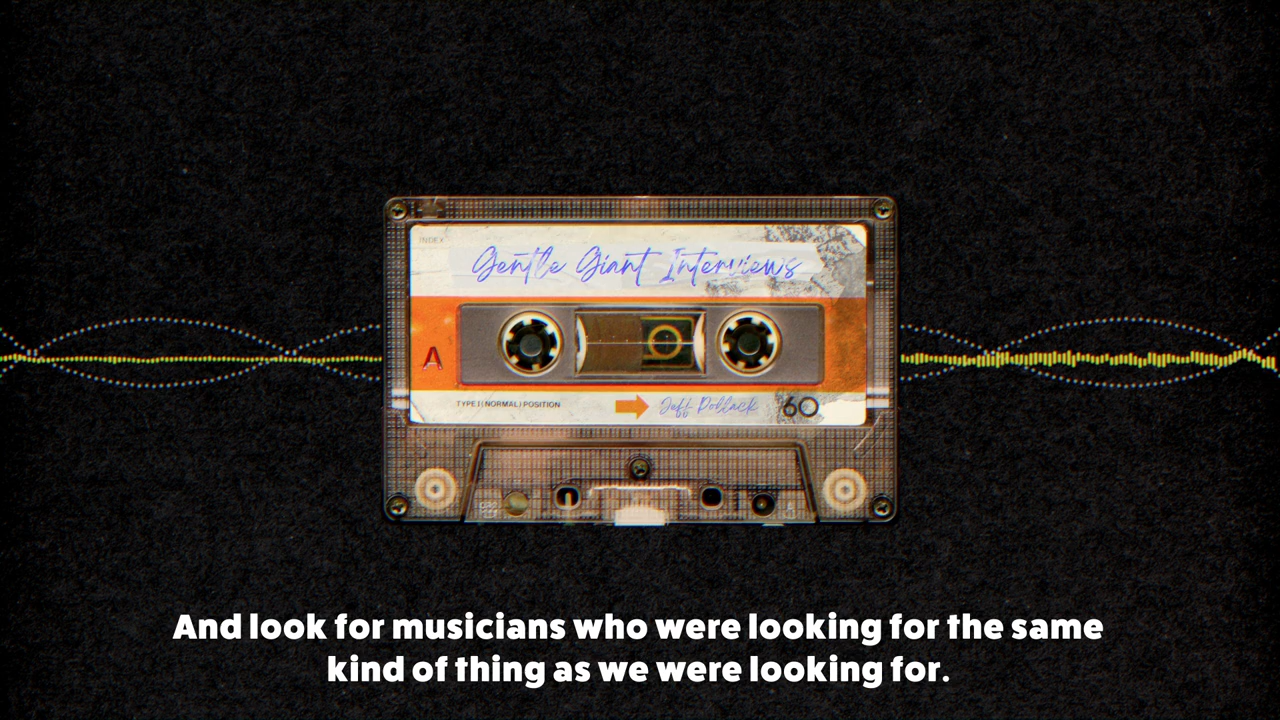 INDEX
Gentle Giant Interviews
A
TYPE I (NORMAL) POSITION
Jeff Pollack
60
And look for musicians who were looking for the same
kind of thing as we were looking for.